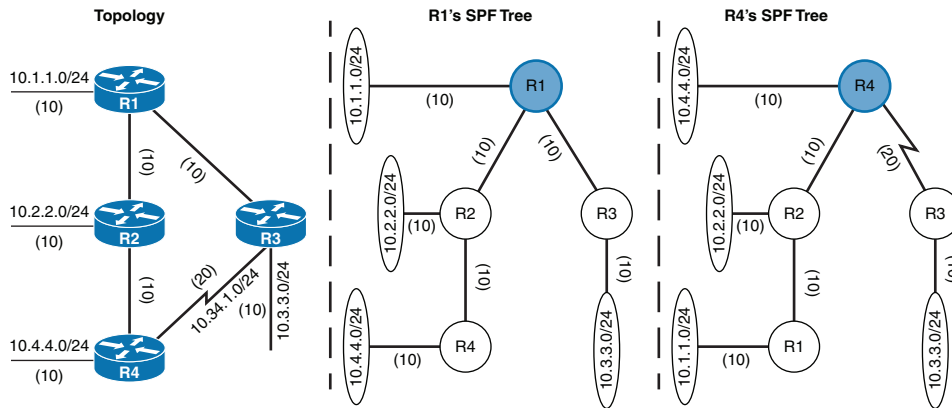 Topology
R1's SPF Tree
R4's SPF Tree
10.1.1.0/24
(10)
R1
(10)
(10)
10.2.2.0/24
(10)
R2
R3
(10)
(20)
10.34.1.0/24
(10)
10.3.3.0/24
10.4.4.0/24
(10)
R4
10.1.1.0/24
(10)
R1
(10)
(10)
10.2.2.0/24
(10)
R2
R3
(10)
(10)
10.4.4.0/24
(10)
R4
10.3.3.0/24
10.4.4.0/24
(10)
R4
(10)
(20)
10.2.2.0/24
(10)
R2
R3
(10)
(10)
10.1.1.0/24
(10)
R1
10.3.3.0/24